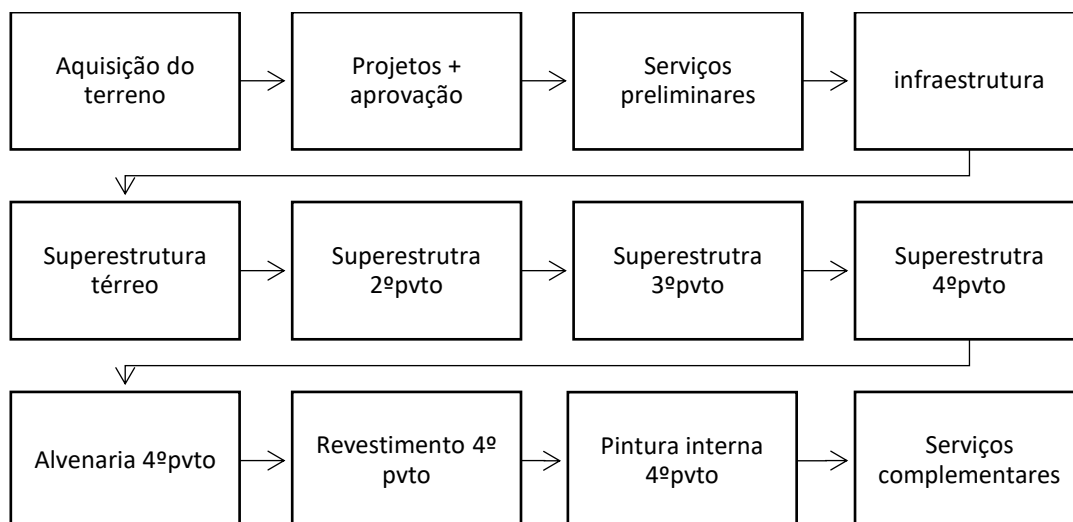 Aquisição do
terreno
Projetos +
aprovação
Serviços
preliminares
infraestrutura
Superestrutura
térreo
Superestrutra
2ºpvto
Superestrutra
3ºpvto
Superestrutra
4ºpvto
Alvenaria 4ºpvto
Revestimento 4º
pvto
Pintura interna
4ºpvto
Serviços
complementares